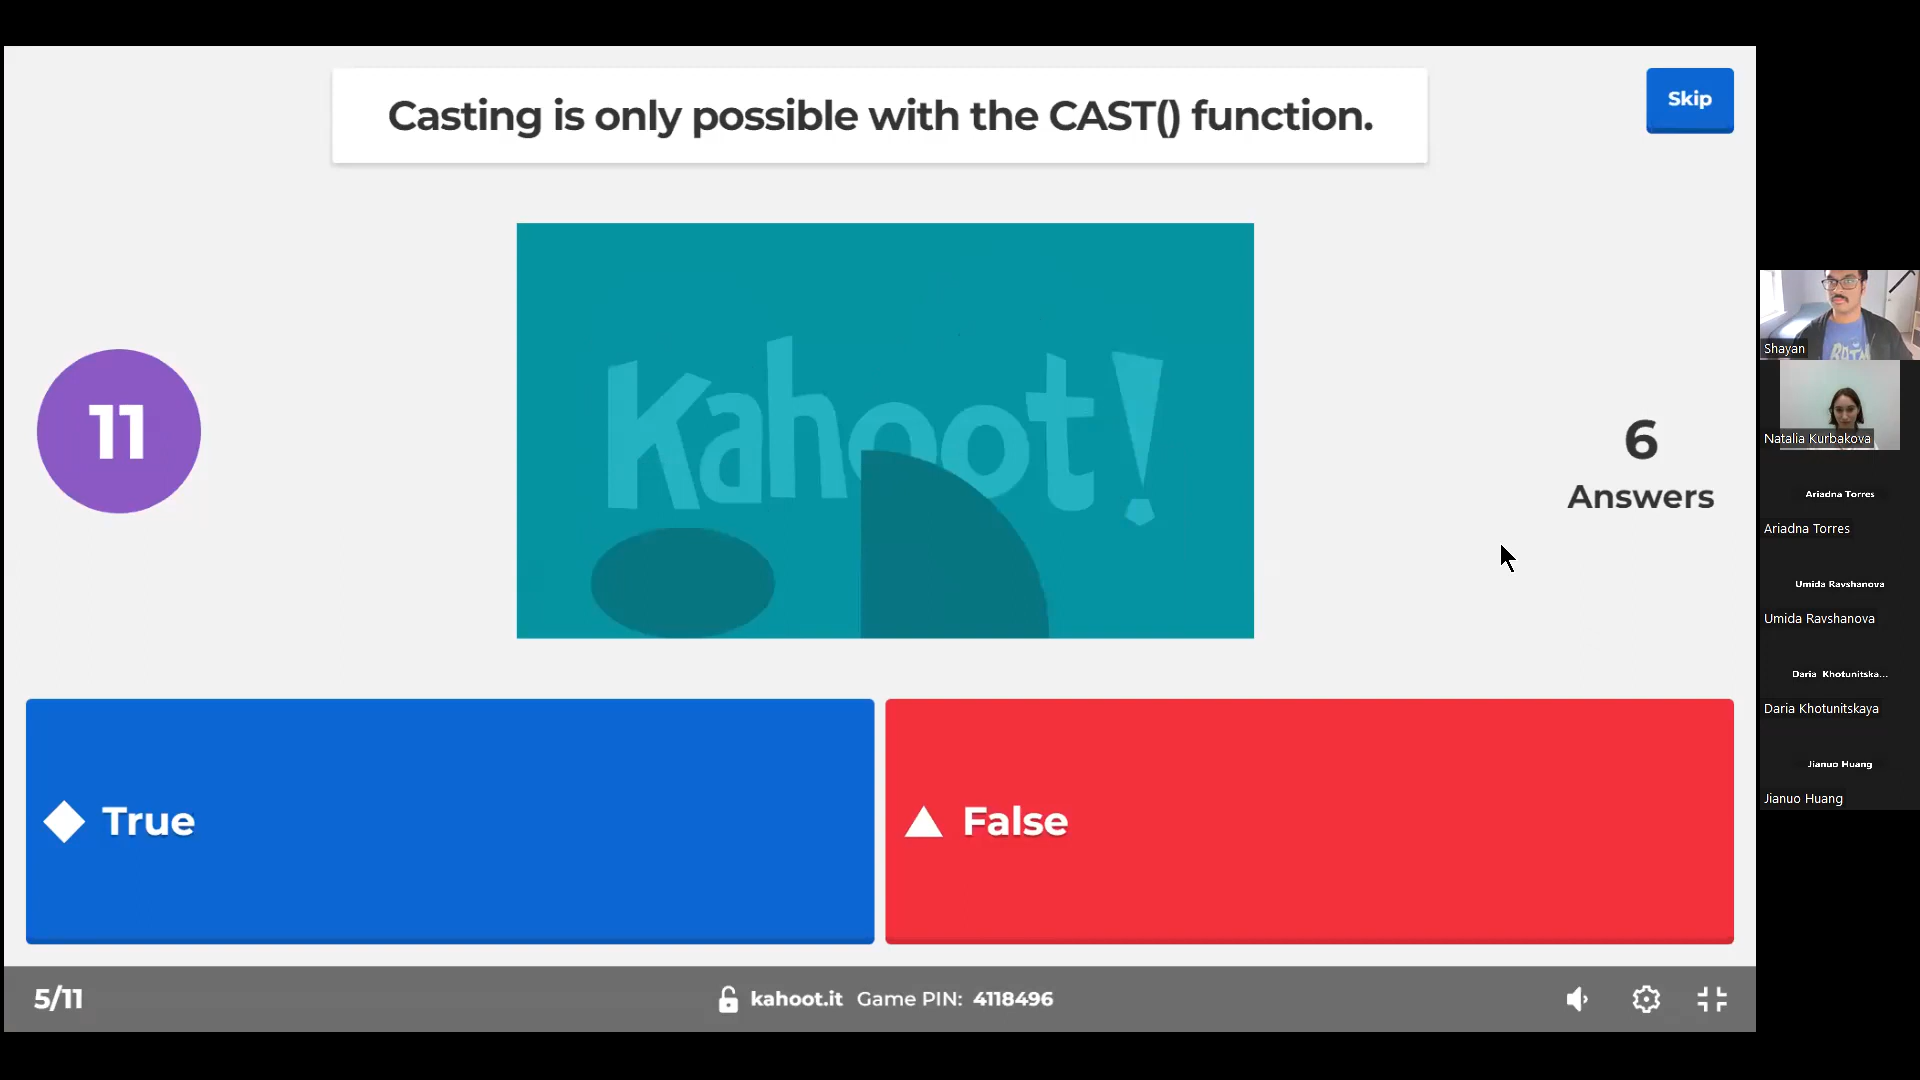 Casting is only possible with the CAST() function.
Skip
Kahoot!
11
6
Answers
True
False
5/11
kahoot.it Game PIN: 4118496
Shayan
Natalia Kurbakova
Ariadna Torres
Ariadna Torres
Umida Ravshanova
Umida Ravshanova
Daria Khotunitska...
Daria Khotunitskaya
Jianuo Huang
Jianuo Huang